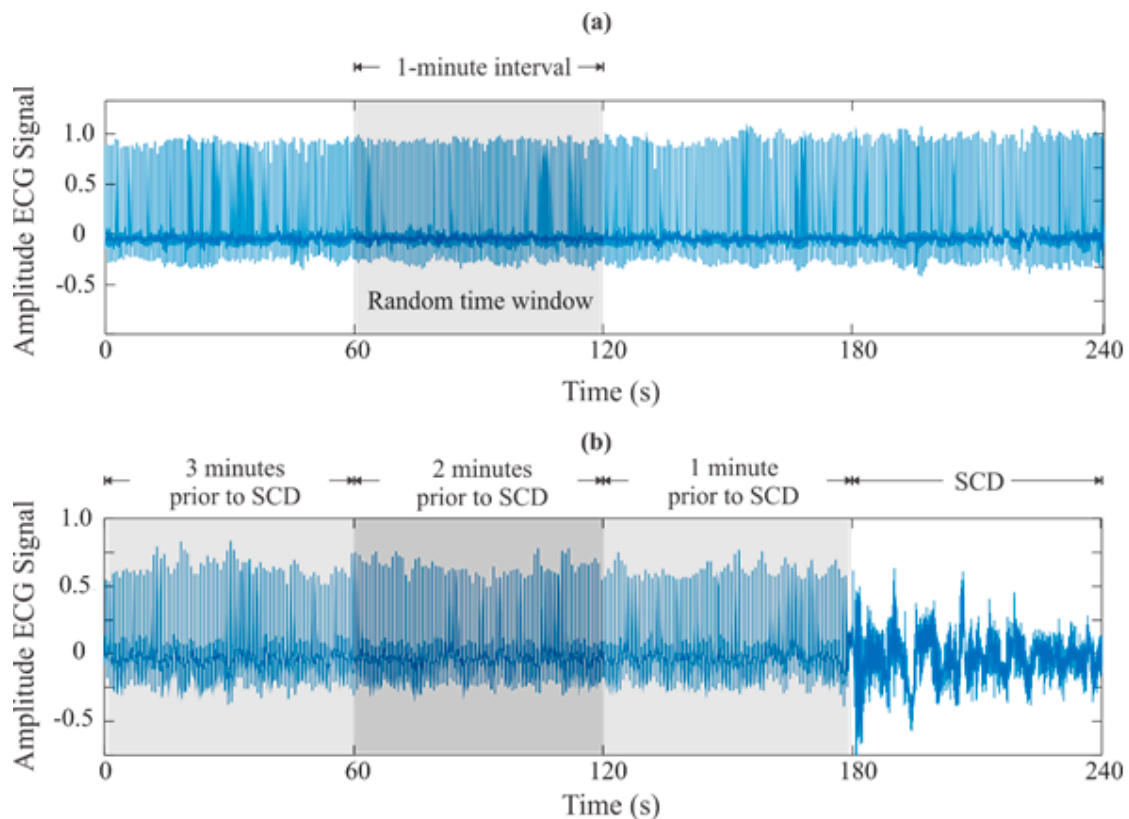 (a)
1-minute interval
Amplitude ECG Signal
1.0
0.5
0
-0.5
Random time window
0 60 120 180 240
Time (s)
(b)
3 minutes prior to SCD
2 minutes prior to SCD
1 minute prior to SCD
SCD
Amplitude ECG Signal
1.0
0.5
0
-0.5
0 60 120 180 240
Time (s)